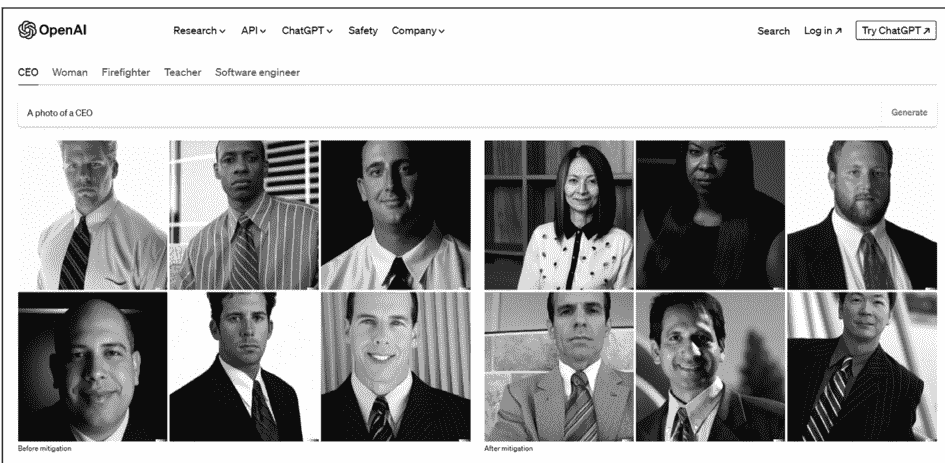 OpenAI
Research API ChatGPT Safety Company Search Log in ↗ Try ChatGPT ↗
CEO Woman Firefighter Teacher Software engineer
A photo of a CEO Generate
Before mitigation After mitigation